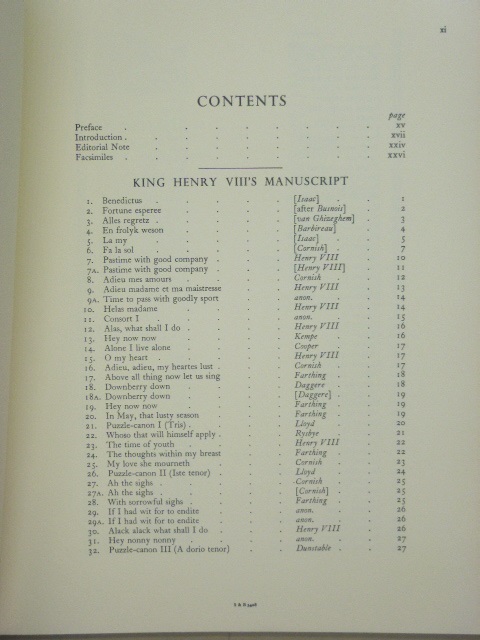 xi
CONTENTS
page
Preface . . . . . . . . . xv
Introduction . . . . . . . . . xvii
Editorial Note . . . . . . . . xxiv
Facsimiles . . . . . . . . . xxvi
KING HENRY VIII'S MANUSCRIPT
1. Benedictus . . . . . [Isaac] . . 1
2. Fortune esperee . . . . [after Busnois] . 2
3. Alles regretz . . . . . [van Ghizeghem] . 3
4. En frolyk weson . . . . [Barbireau] . 4
5. La my . . . . . [Isaac] . . 5
6. Fa la sol . . . . . [Cornish] . . 7
7. Pastime with good company . . . Henry VIII . 10
7A. Pastime with good company . . . [Henry VIII] . 11
8. Adieu mes amours . . . . Cornish . . 12
9. Adieu madame et ma maistresse . . Henry VIII . 13
9A. Time to pass with goodly sport . . anon. . . 14
10. Helas madame . . . . Henry VIII . 14
11. Consort I . . . . . anon. . . 15
12. Alas, what shall I do . . . . Henry VIII . 16
13. Hey now now . . . . Kempe . . 16
14. Alone I live alone . . . . Cooper . . 17
15. O my heart . . . . . Henry VIII . 17
16. Adieu, adieu, my heartes lust . . . Cornish . . 17
17. Above all thing now let us sing . . Farthing . . 18
18. Downberry down . . . . Daggere . . 18
18A. Downberry down . . . . [Daggere] . . 19
19. Hey now now . . . . Farthing . . 19
20. In May, that lusty season . . . Farthing . . 19
21. Puzzle-canon I (Tris) . . . . Lloyd . . 20
22. Whoso that will himself apply . . . Rysbye . . 21
23. The time of youth . . . . Henry VIII . 22
24. The thoughts within my breast . . Farthing . . 22
25. My love she mourneth . . . Cornish . . 23
26. Puzzle-canon II (Iste tenor) . . . Lloyd . . 24
27. Ah the sighs . . . . . Cornish . . 25
27A. Ah the sighs . . . . . [Cornish] . . 25
28. With sorrowful sighs . . . . Farthing . . 25
29. If I had wit for to endite . . . anon. . . 26
29A. If I had wit for to endite . . . anon. . . 26
30. Alack alack what shall I do . . . Henry VIII . 26
31. Hey nonny nonny . . . . anon. . . 27
32. Puzzle-canon III (A dorio tenor) . . Dunstable . . 27